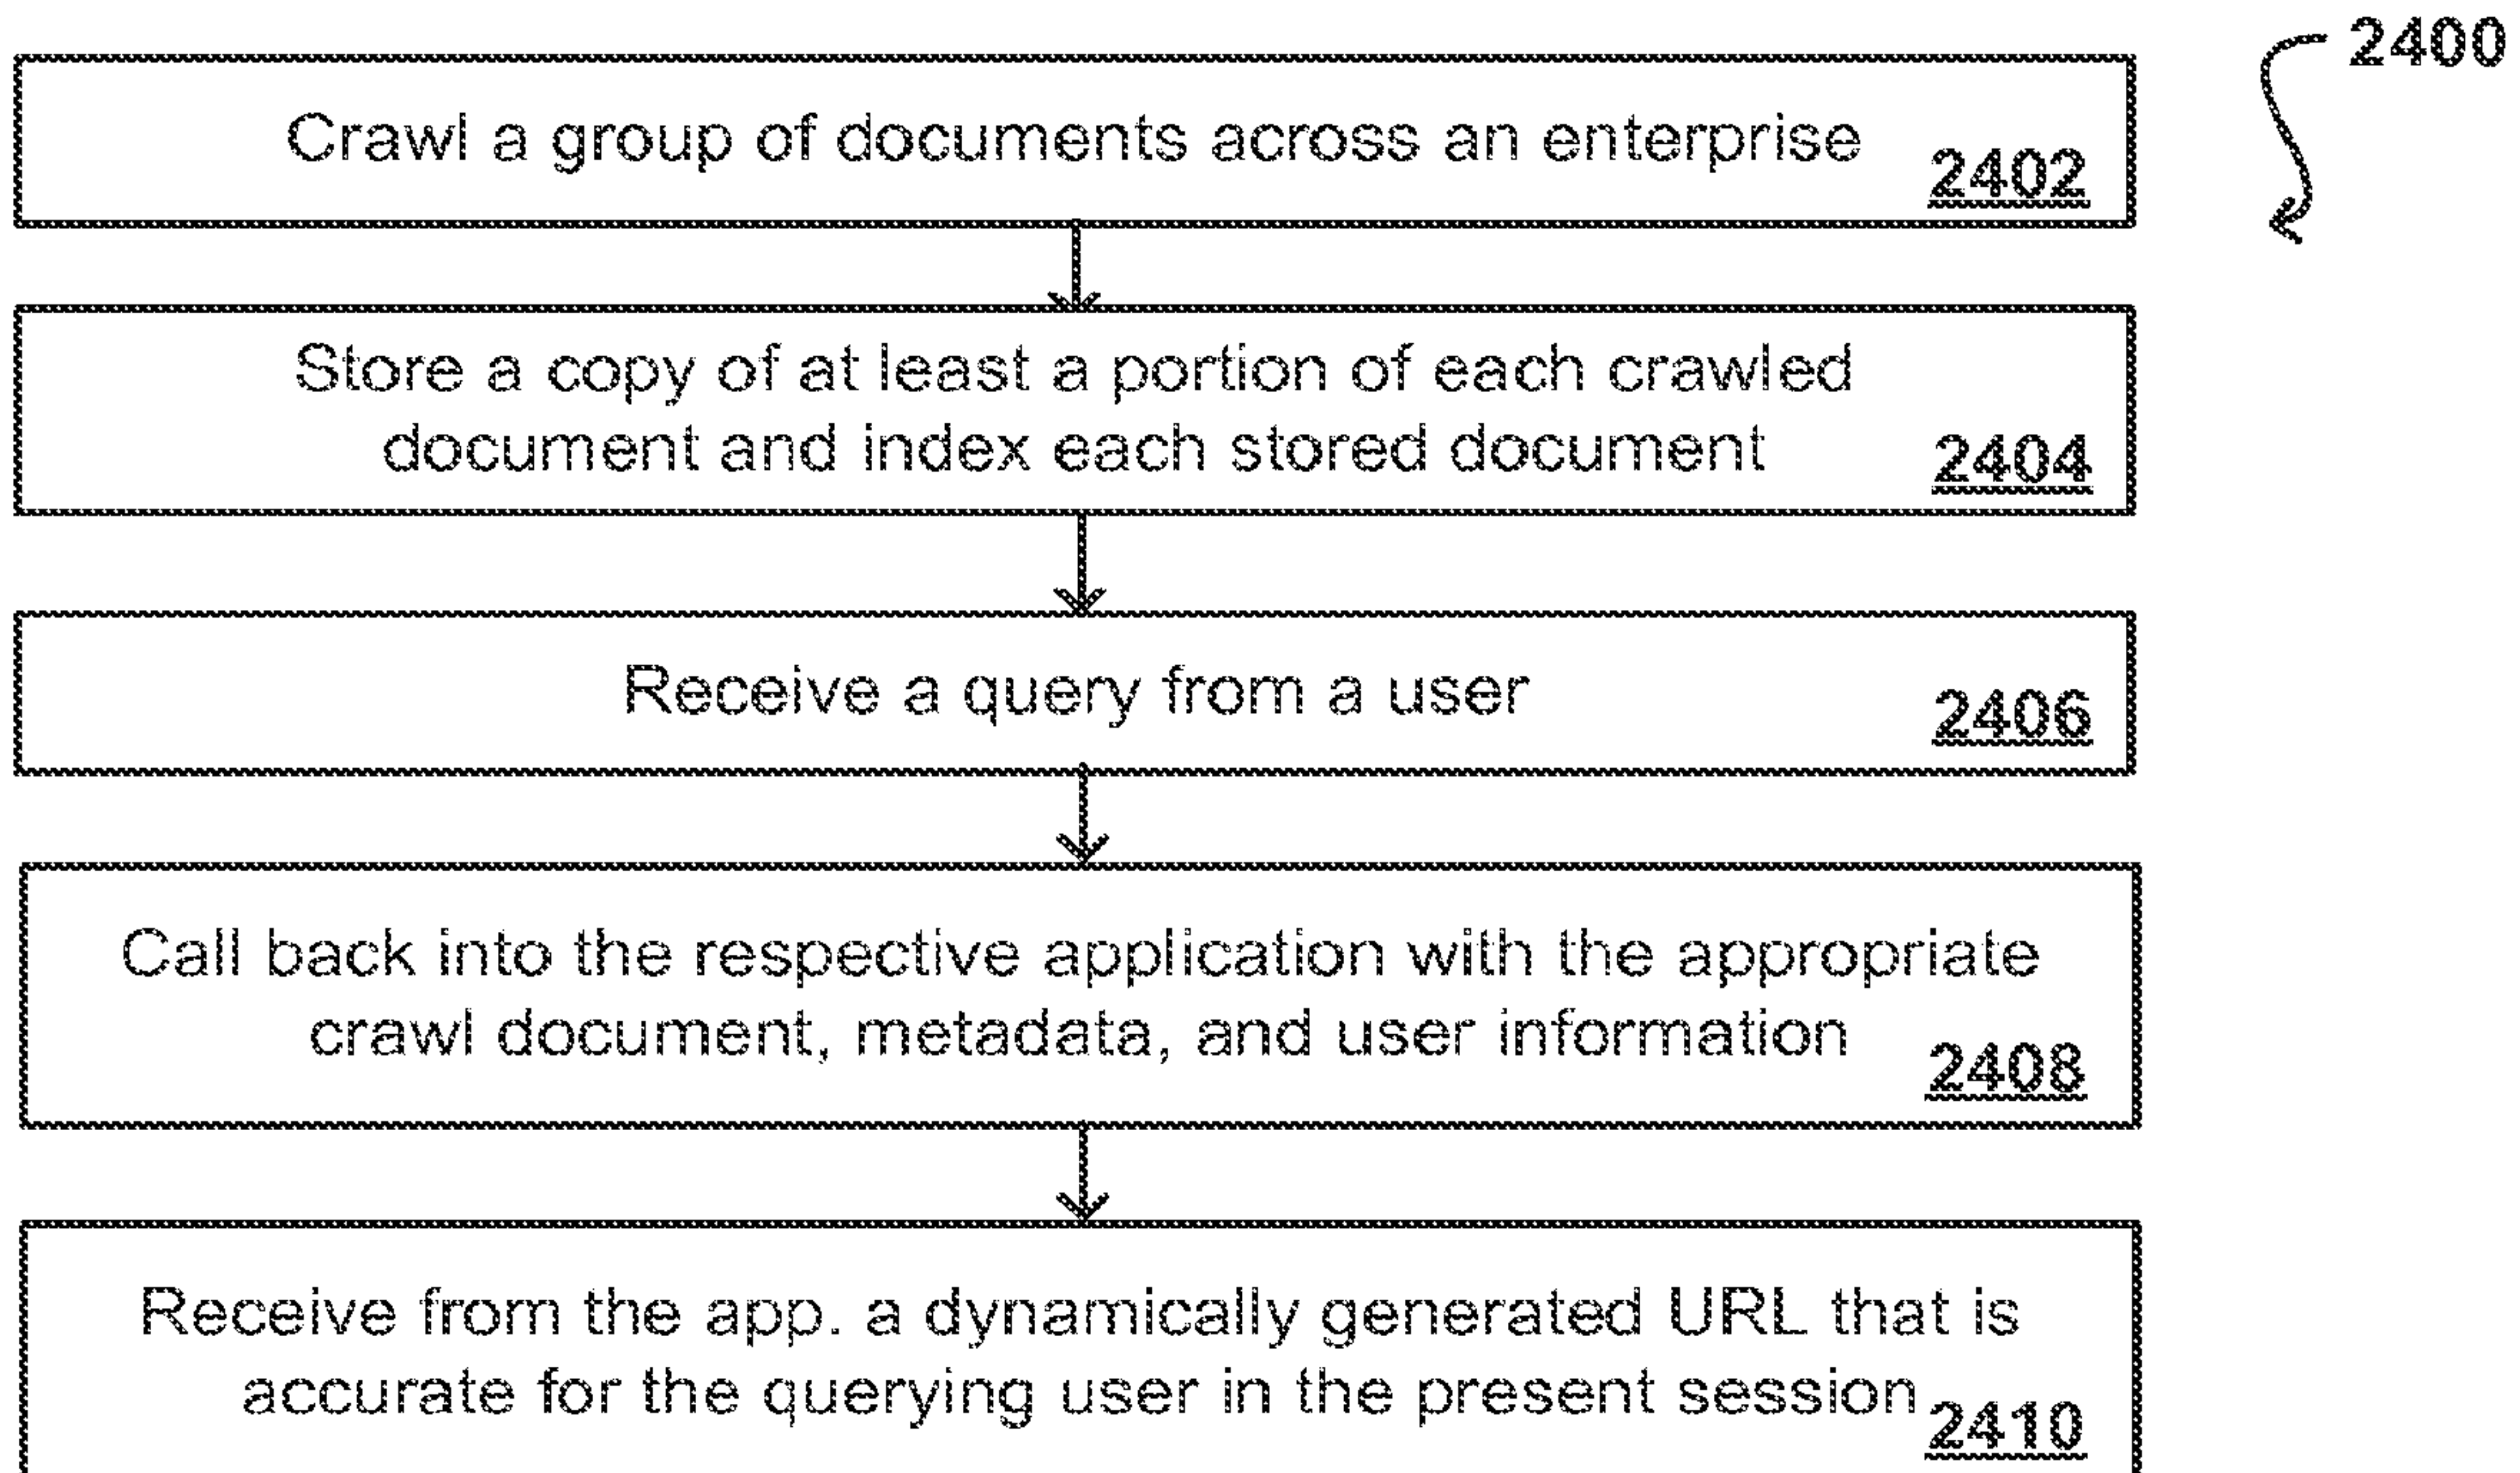 2400
Crawl a group of documents across an enterprise
2402
Store a copy of at least a portion of each crawled
document and index each stored document
2404
Receive a query from a user
2406
Call back into the respective application with the appropriate
crawl document, metadata, and user information
2408
Receive from the app. a dynamically generated URL that is
accurate for the querying user in the present session
2410